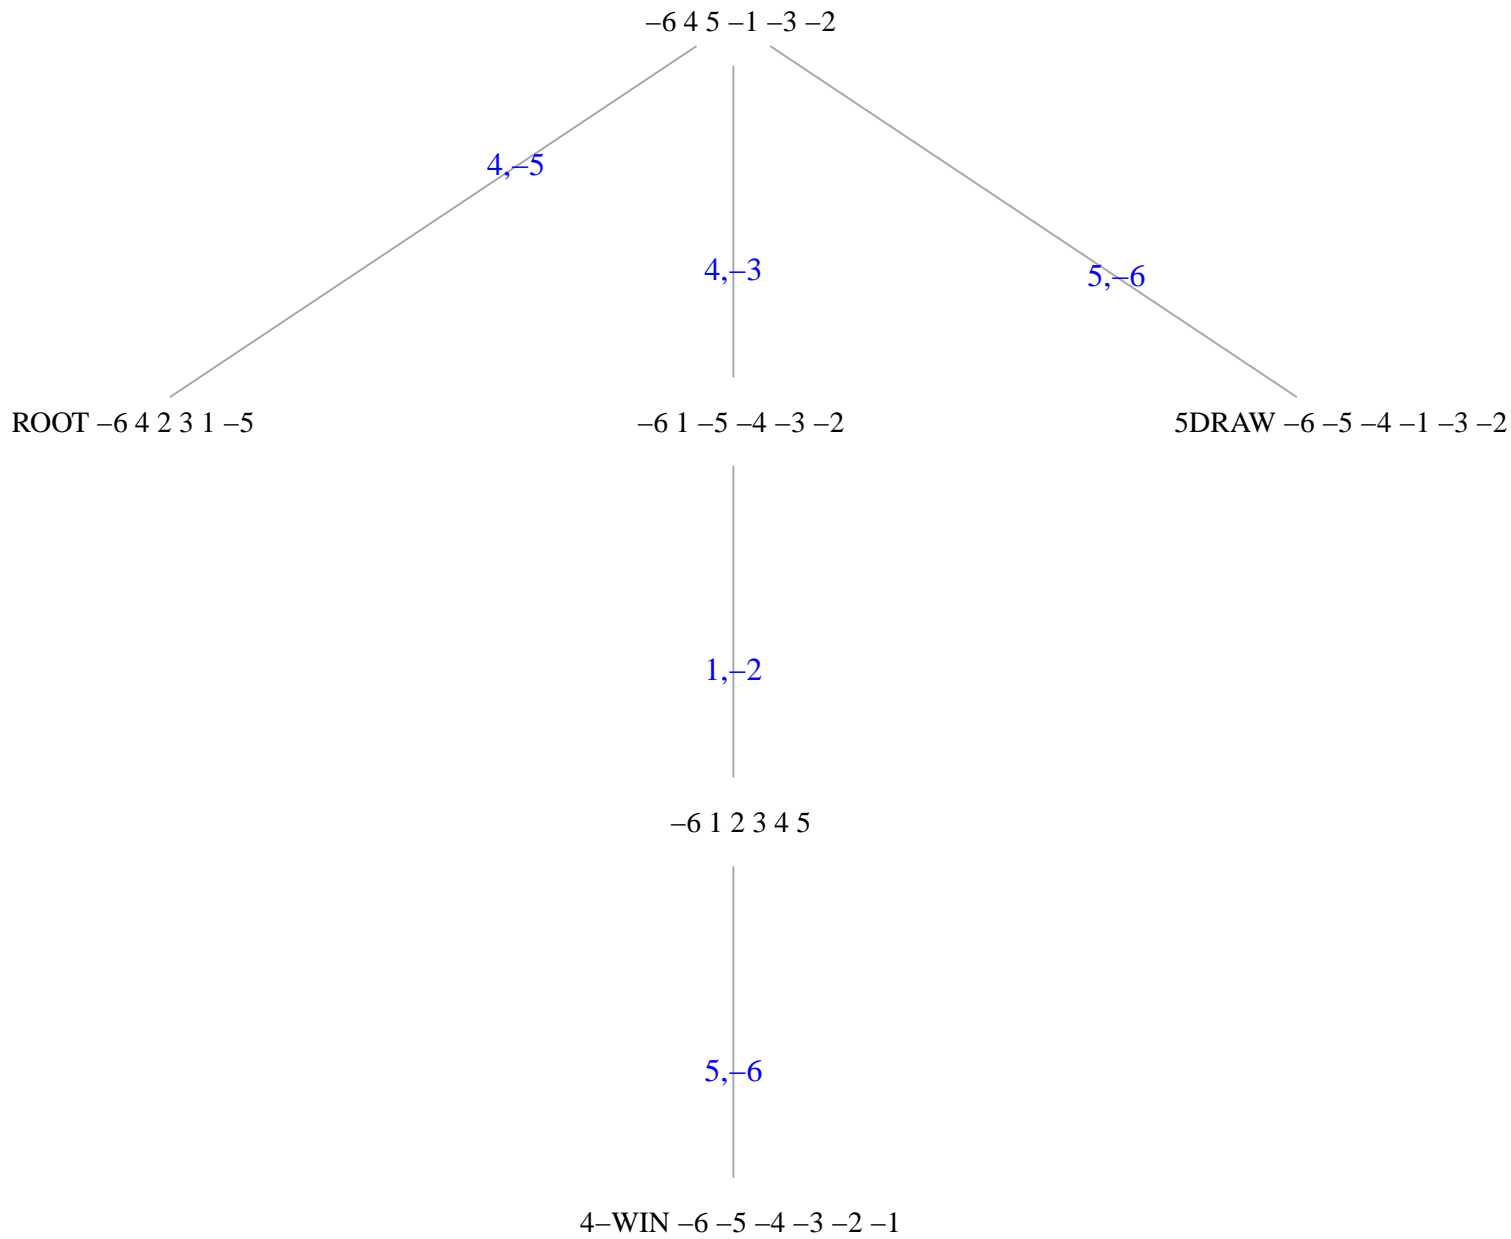 –6 4 5 –1 –3 –2
4,–5
4,–3
5,–6
ROOT –6 4 2 3 1 –5
–6 1 –5 –4 –3 –2
5DRAW –6 –5 –4 –1 –3 –2
1,–2
–6 1 2 3 4 5
5,–6
4–WIN –6 –5 –4 –3 –2 –1